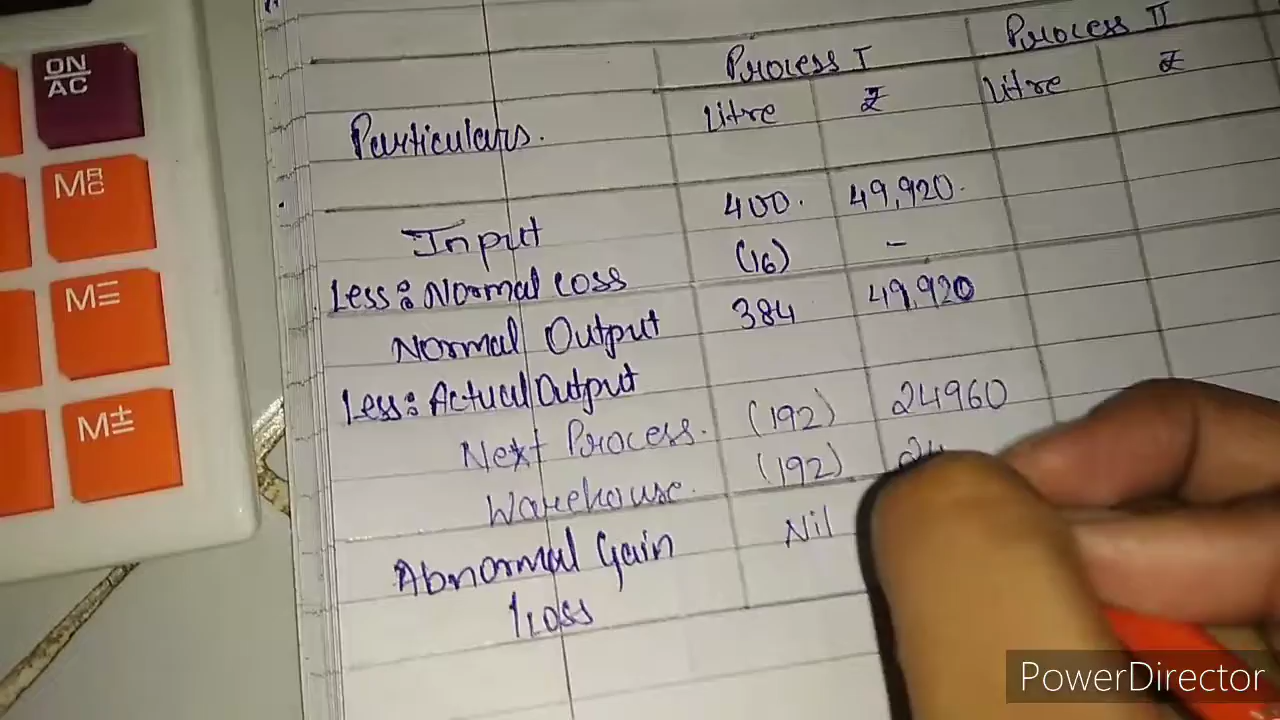 ON
AC
MRC
M=
M±
Process I Process II
Particulars. Litre ₹ Litre ₹
Input 400. 49,920.
Less: Normal Loss (16) –
Normal Output 384 49,920
Less: Actual Output
Next Process. (192) 24960
Warehouse. (192) 24
Abnormal Gain Nil
/Loss
PowerDirector